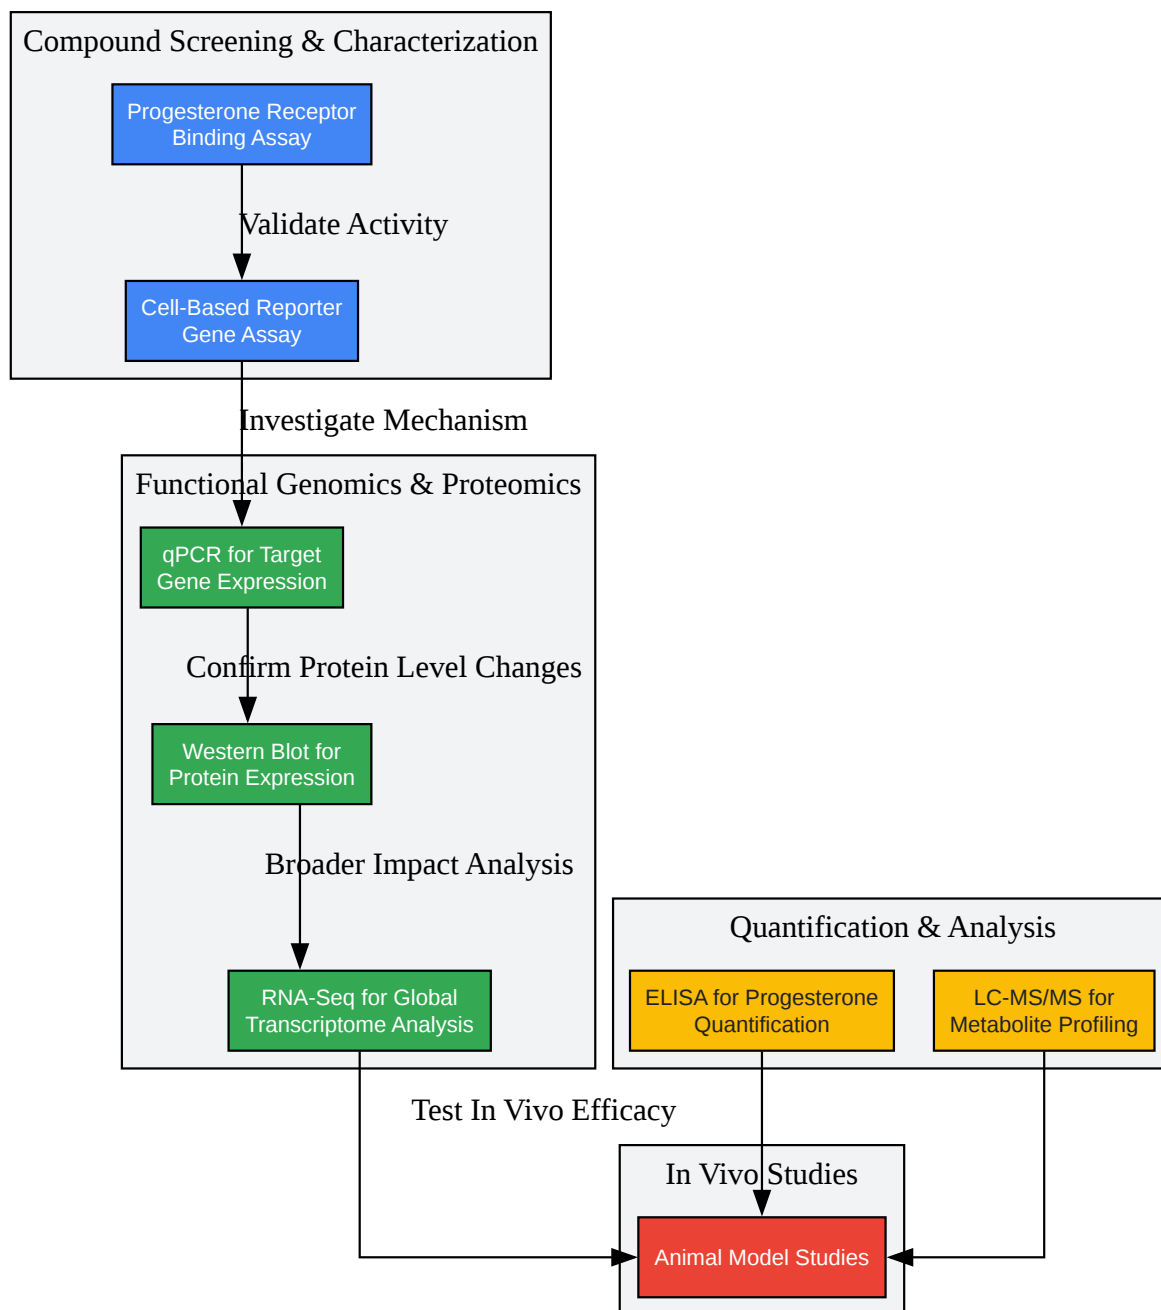 Compound Screening & Characterization
Progesterone Receptor
Binding Assay
Validate Activity
Cell-Based Reporter
Gene Assay
Investigate Mechanism
Functional Genomics & Proteomics
qPCR for Target
Gene Expression
Confirm Protein Level Changes
Western Blot for
Protein Expression
Broader Impact Analysis
RNA-Seq for Global
Transcriptome Analysis
Quantification & Analysis
ELISA for Progesterone
Quantification
LC-MS/MS for
Metabolite Profiling
Test In Vivo Efficacy
In Vivo Studies
Animal Model Studies